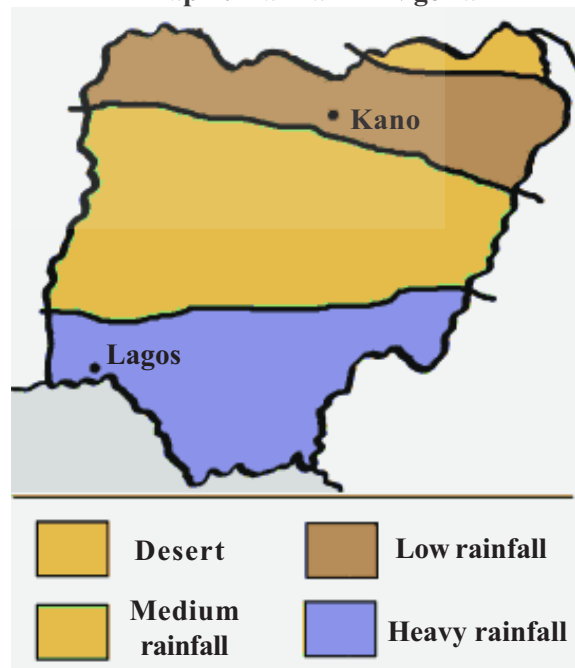 Kano
Lagos
Desert
Low rainfall
Medium
rainfall
Heavy rainfall